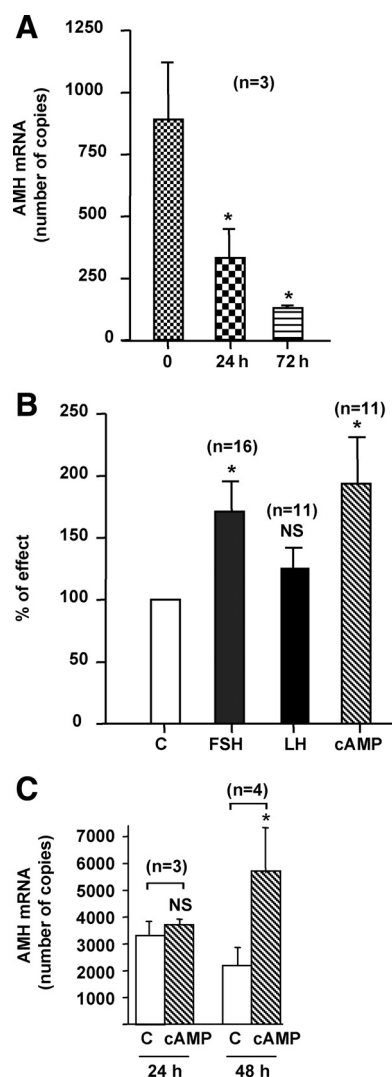 A
AMH mRNA
(number of copies)
1250
1000
750
500
250
0
(n=3)
*
*
0 24 h 72 h
B
% of effect
250
200
150
100
50
0
(n=16)
*
(n=11)
NS
(n=11)
*
C FSH LH cAMP
C
AMH mRNA
(number of copies)
7000
6000
5000
4000
3000
2000
1000
(n=3)
NS
(n=4)
*
C cAMP C cAMP
24 h 48 h